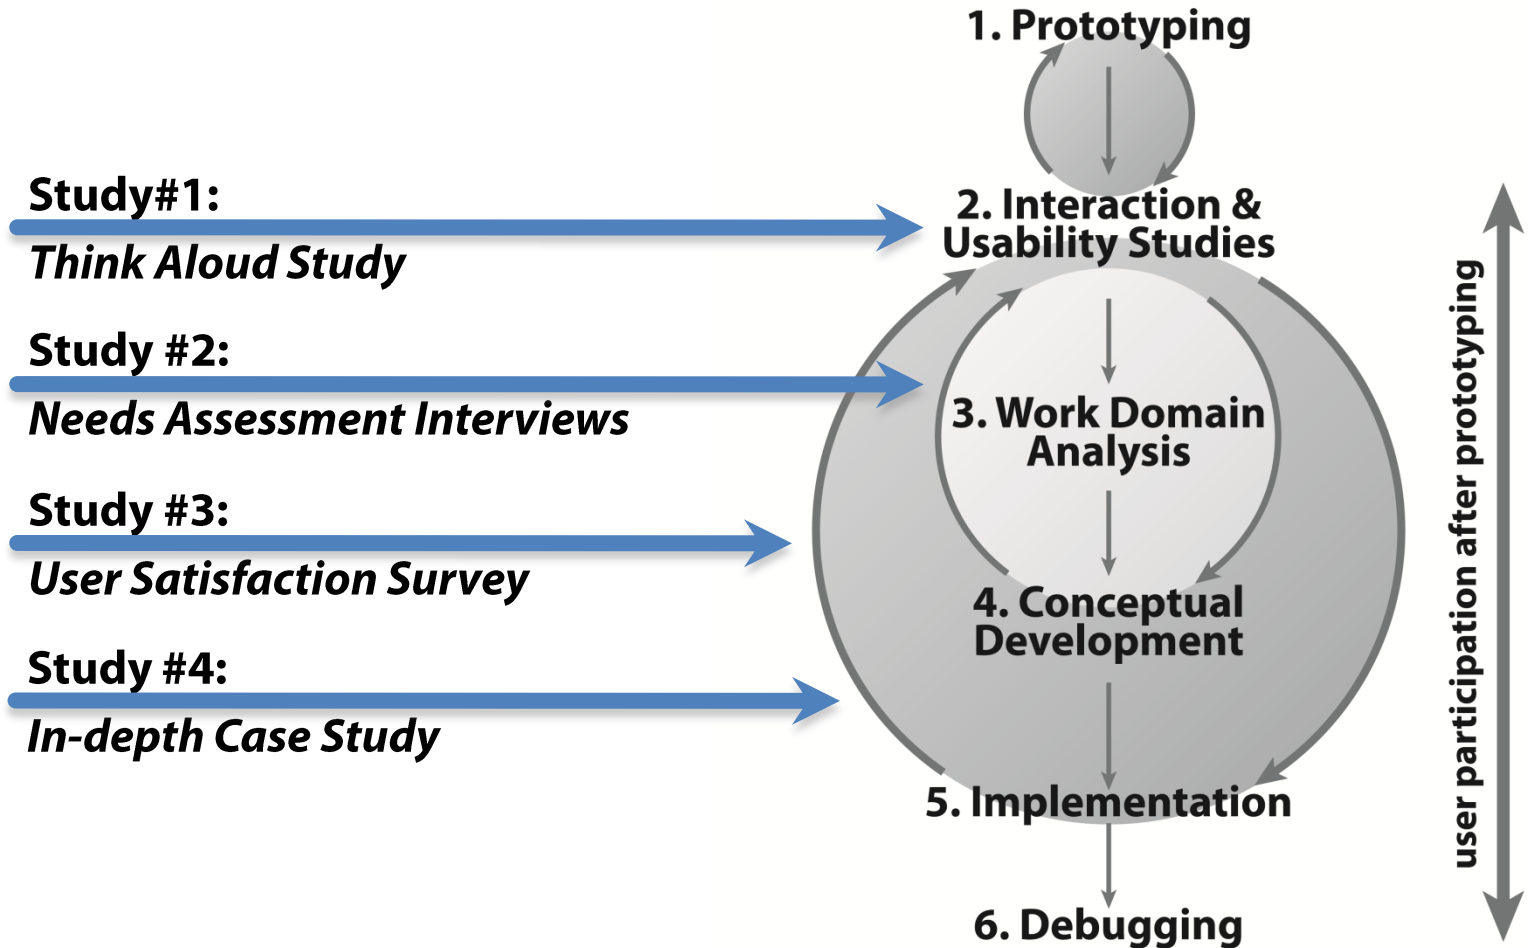 Study#1:
Think Aloud Study
Study #2:
Needs Assessment Interviews
Study #3:
User Satisfaction Survey
Study #4:
In-depth Case Study
1. Prototyping
2. Interaction &
Usability Studies
3. Work Domain
Analysis
4. Conceptual
Development
5. Implementation
6. Debugging
user participation after prototyping